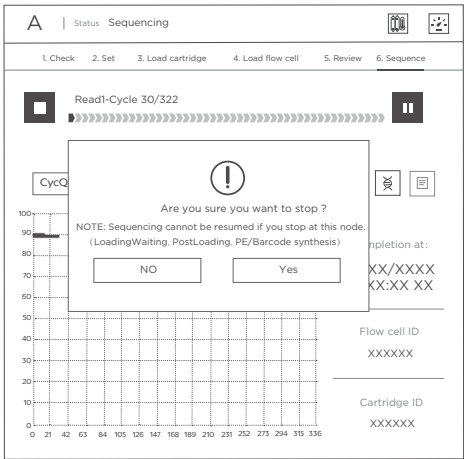 A | Status Sequencing
1. Check 2. Set 3. Load cartridge 4. Load flow cell 5. Review 6. Sequence
Read1-Cycle 30/322
CycQ
Are you sure you want to stop ?
NOTE: Sequencing cannot be resumed if you stop at this node.
(LoadingWaiting, PostLoading, PE/Barcode synthesis)
NO Yes
mpletion at:
XX/XXXX
XX:XX XX
Flow cell ID
XXXXXX
Cartridge ID
XXXXXX
100
90
80
70
60
50
40
30
20
10
0
0 21 42 63 84 105 126 147 168 189 210 231 252 273 294 315 336